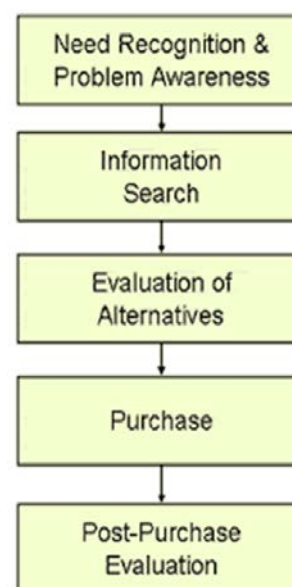 Need Recognition &
Problem Awareness
Information
Search
Evaluation of
Alternatives
Purchase
Post-Purchase
Evaluation